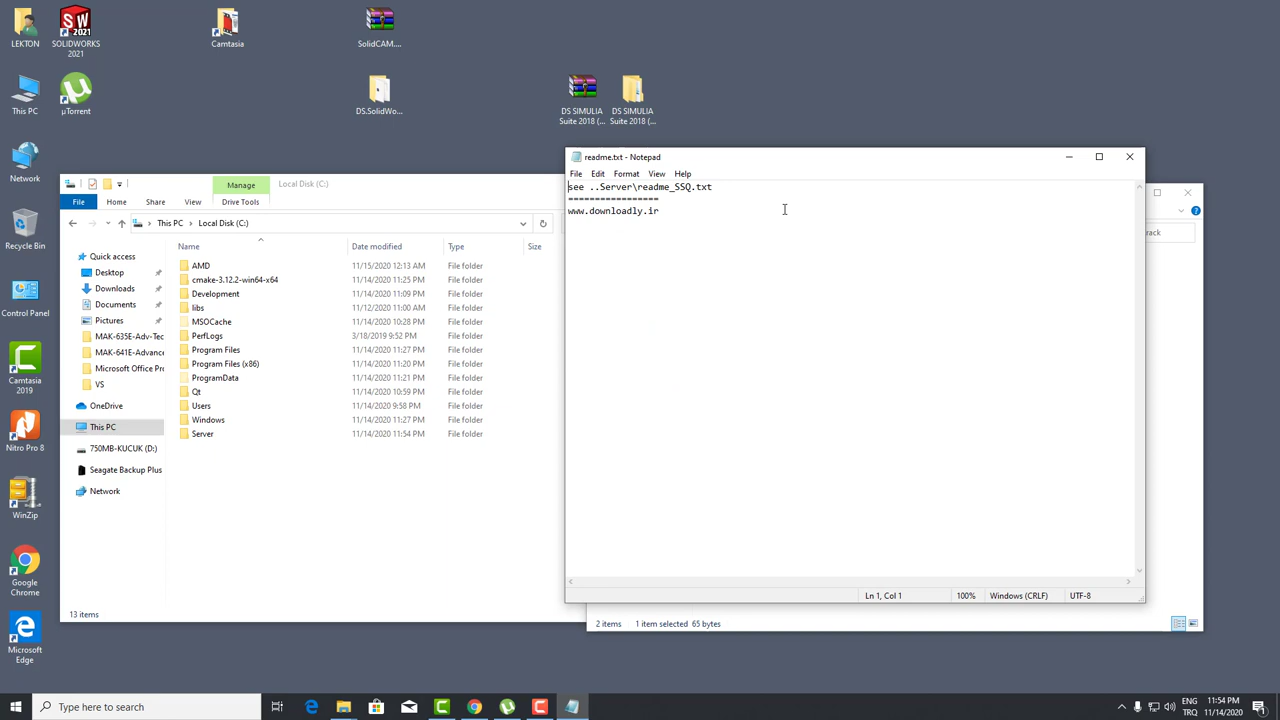 LEKTON
SOLIDWORKS
2021
Camtasia
SolidCAM....
This PC
µTorrent
DS.SolidWo...
DS SIMULIA
Suite 2018 (...
DS SIMULIA
Suite 2018 (...
Network
Recycle Bin
Control Panel
Camtasia
2019
Nitro Pro 8
WinZip
Google
Chrome
Microsoft
Edge
Manage
Local Disk (C:)
File
Home
Share
View
Drive Tools
This PC
Local Disk (C:)
Name
Date modified
Type
Size
Quick access
Desktop
Downloads
Documents
Pictures
MAK-635E-Adv-Tec
MAK-641E-Advance
Microsoft Office Pro
VS
OneDrive
This PC
750MB-KUCUK (D:)
Seagate Backup Plus
Network
AMD 11/15/2020 12:13 AM File folder
cmake-3.12.2-win64-x64 11/14/2020 11:25 PM File folder
Development 11/14/2020 11:09 PM File folder
libs 11/12/2020 11:00 AM File folder
MSOCache 11/14/2020 10:28 PM File folder
PerfLogs 3/18/2019 9:52 PM File folder
Program Files 11/14/2020 11:27 PM File folder
Program Files (x86) 11/14/2020 11:20 PM File folder
ProgramData 11/14/2020 11:21 PM File folder
Qt 11/14/2020 10:59 PM File folder
Users 11/14/2020 9:58 PM File folder
Windows 11/14/2020 11:27 PM File folder
Server 11/14/2020 11:54 PM File folder
13 items
readme.txt - Notepad
File Edit Format View Help
see ..Server\readme_SSQ.txt
=================
www.downloadly.ir
Ln 1, Col 1
100%
Windows (CRLF)
UTF-8
rack
2 items
1 item selected 65 bytes
Type here to search
ENG
TRQ
11:54 PM
11/14/2020